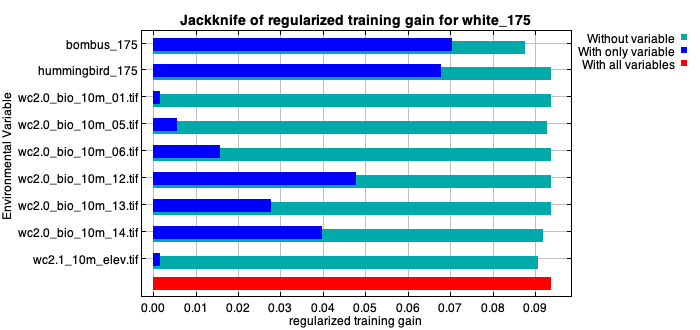 Jackknife of regularized training gain for white_175
Without variable
With only variable
With all variables
Environmental Variable
bombus_175
hummingbird_175
wc2.0_bio_10m_01.tif
wc2.0_bio_10m_05.tif
wc2.0_bio_10m_06.tif
wc2.0_bio_10m_12.tif
wc2.0_bio_10m_13.tif
wc2.0_bio_10m_14.tif
wc2.1_10m_elev.tif
0.00 0.01 0.02 0.03 0.04 0.05 0.06 0.07 0.08 0.09
regularized training gain